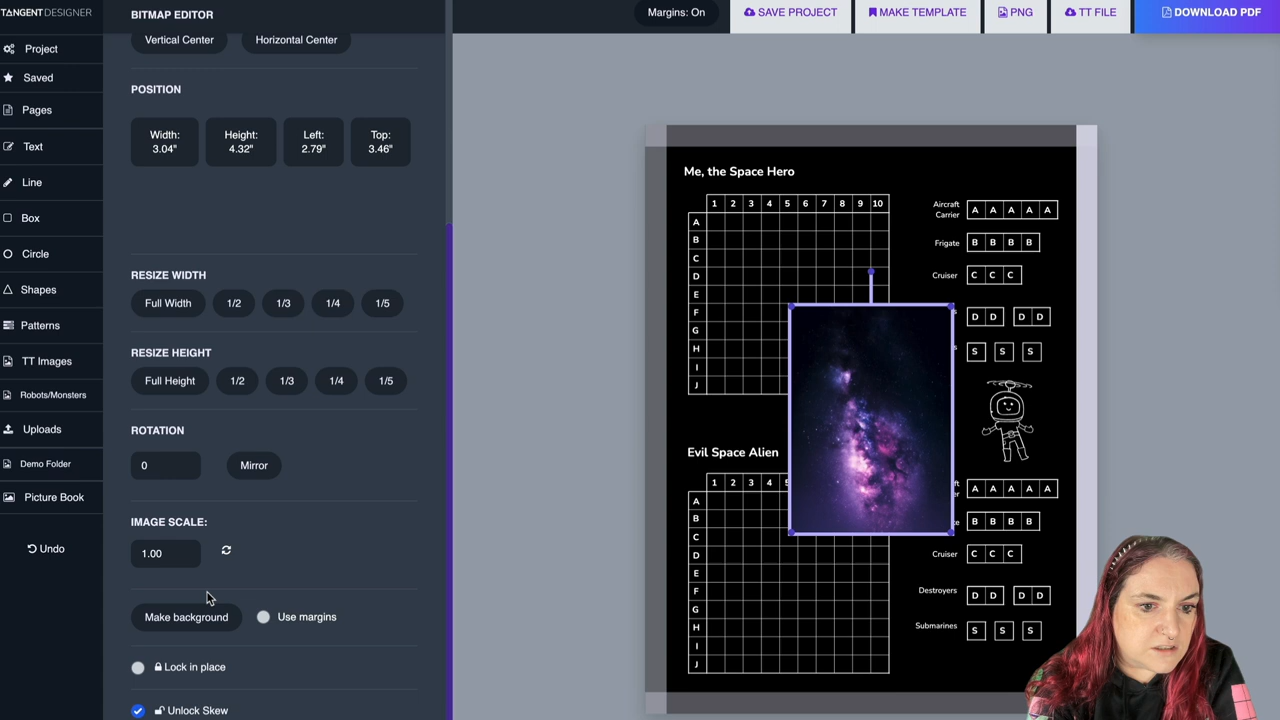 TANGENT DESIGNER
BITMAP EDITOR
Margins: On
SAVE PROJECT
MAKE TEMPLATE
PNG
TT FILE
DOWNLOAD PDF
Project
Saved
Pages
Text
Box
Circle
Shapes
Patterns
TT Images
Robots/Monsters
Uploads
My Folder
Picture Book
Undo
Vertical Center
Horizontal Center
POSITION
Width:
3.04"
Height:
4.32"
Left:
2.79"
Top:
3.46"
RESIZE WIDTH
Full Width
1/2
1/3
1/4
1/5
RESIZE HEIGHT
Full Height
1/2
1/3
1/4
1/5
ROTATION
0
Mirror
IMAGE SCALE:
1.00
Make background
Use margins
Lock in place
Unlock Skew
Me, the Space Hero
1 2 3 4 5 6 7 8 9 10
A
B
C
D
E
F
G
H
I
J
Aircraft
Carrier
A A A A A
Frigate
B B B B
Cruiser
C C C
s
D D D D
s
S S S
Evil Space Alien
1 2 3 4
A
B
C
D
E
F
G
H
I
J
A A A A A
B B B B
Cruiser
C C C
Destroyers
D D D D
Submarines
S S S